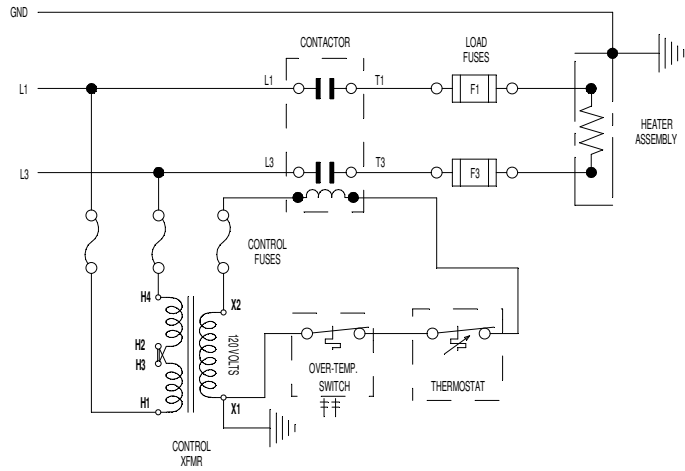 GND
CONTACTOR
LOAD
FUSES
L1
L1
T1
F1
HEATER
ASSEMBLY
L3
L3
T3
F3
CONTROL
FUSES
H4
X2
H2
H3
120 VOLTS
OVER-TEMP.
SWITCH
THERMOSTAT
H1
X1
CONTROL
XFMR